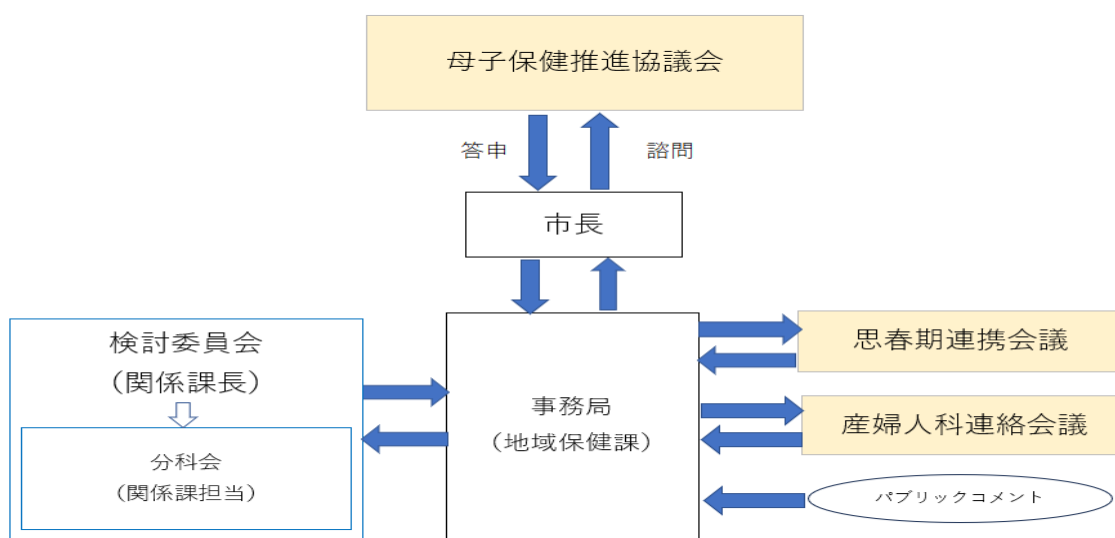 母子保健推進協議会
答申
諮問
市長
検討委員会
(関係課長)
分科会
(関係課担当)
事務局
(地域保健課)
思春期連携会議
産婦人科連絡会議
パブリックコメント